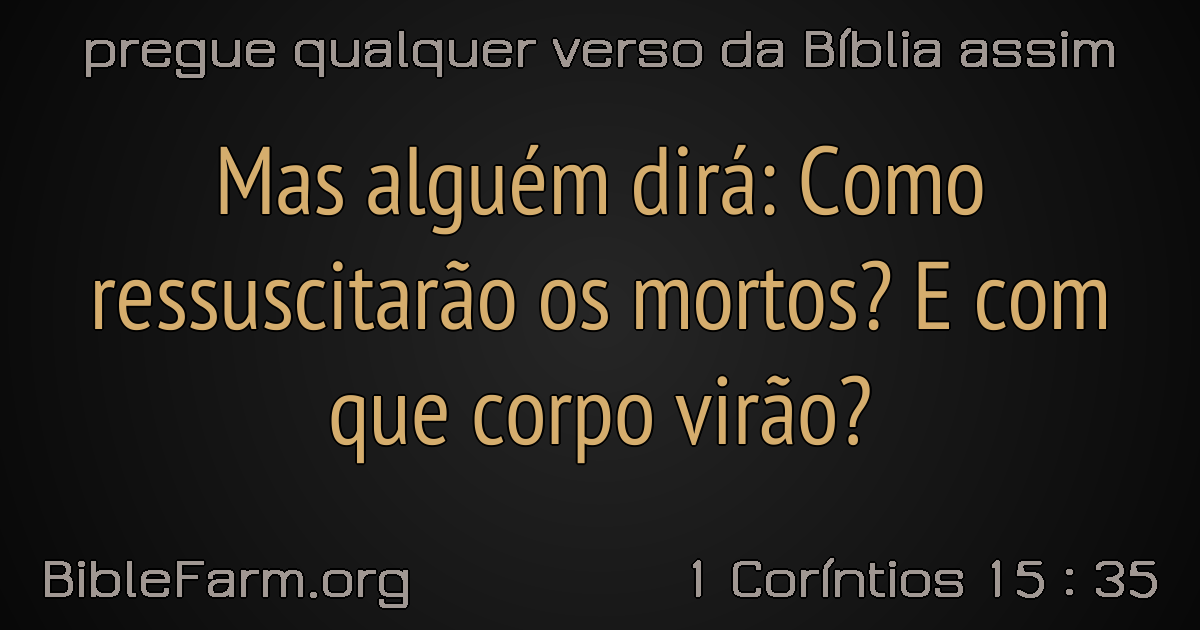 pregue qualquer verso da Bíblia assim
Mas alguém dirá: Como
ressuscitarão os mortos? E com
que corpo virão?
BibleFarm.org
1 Coríntios 15 : 35